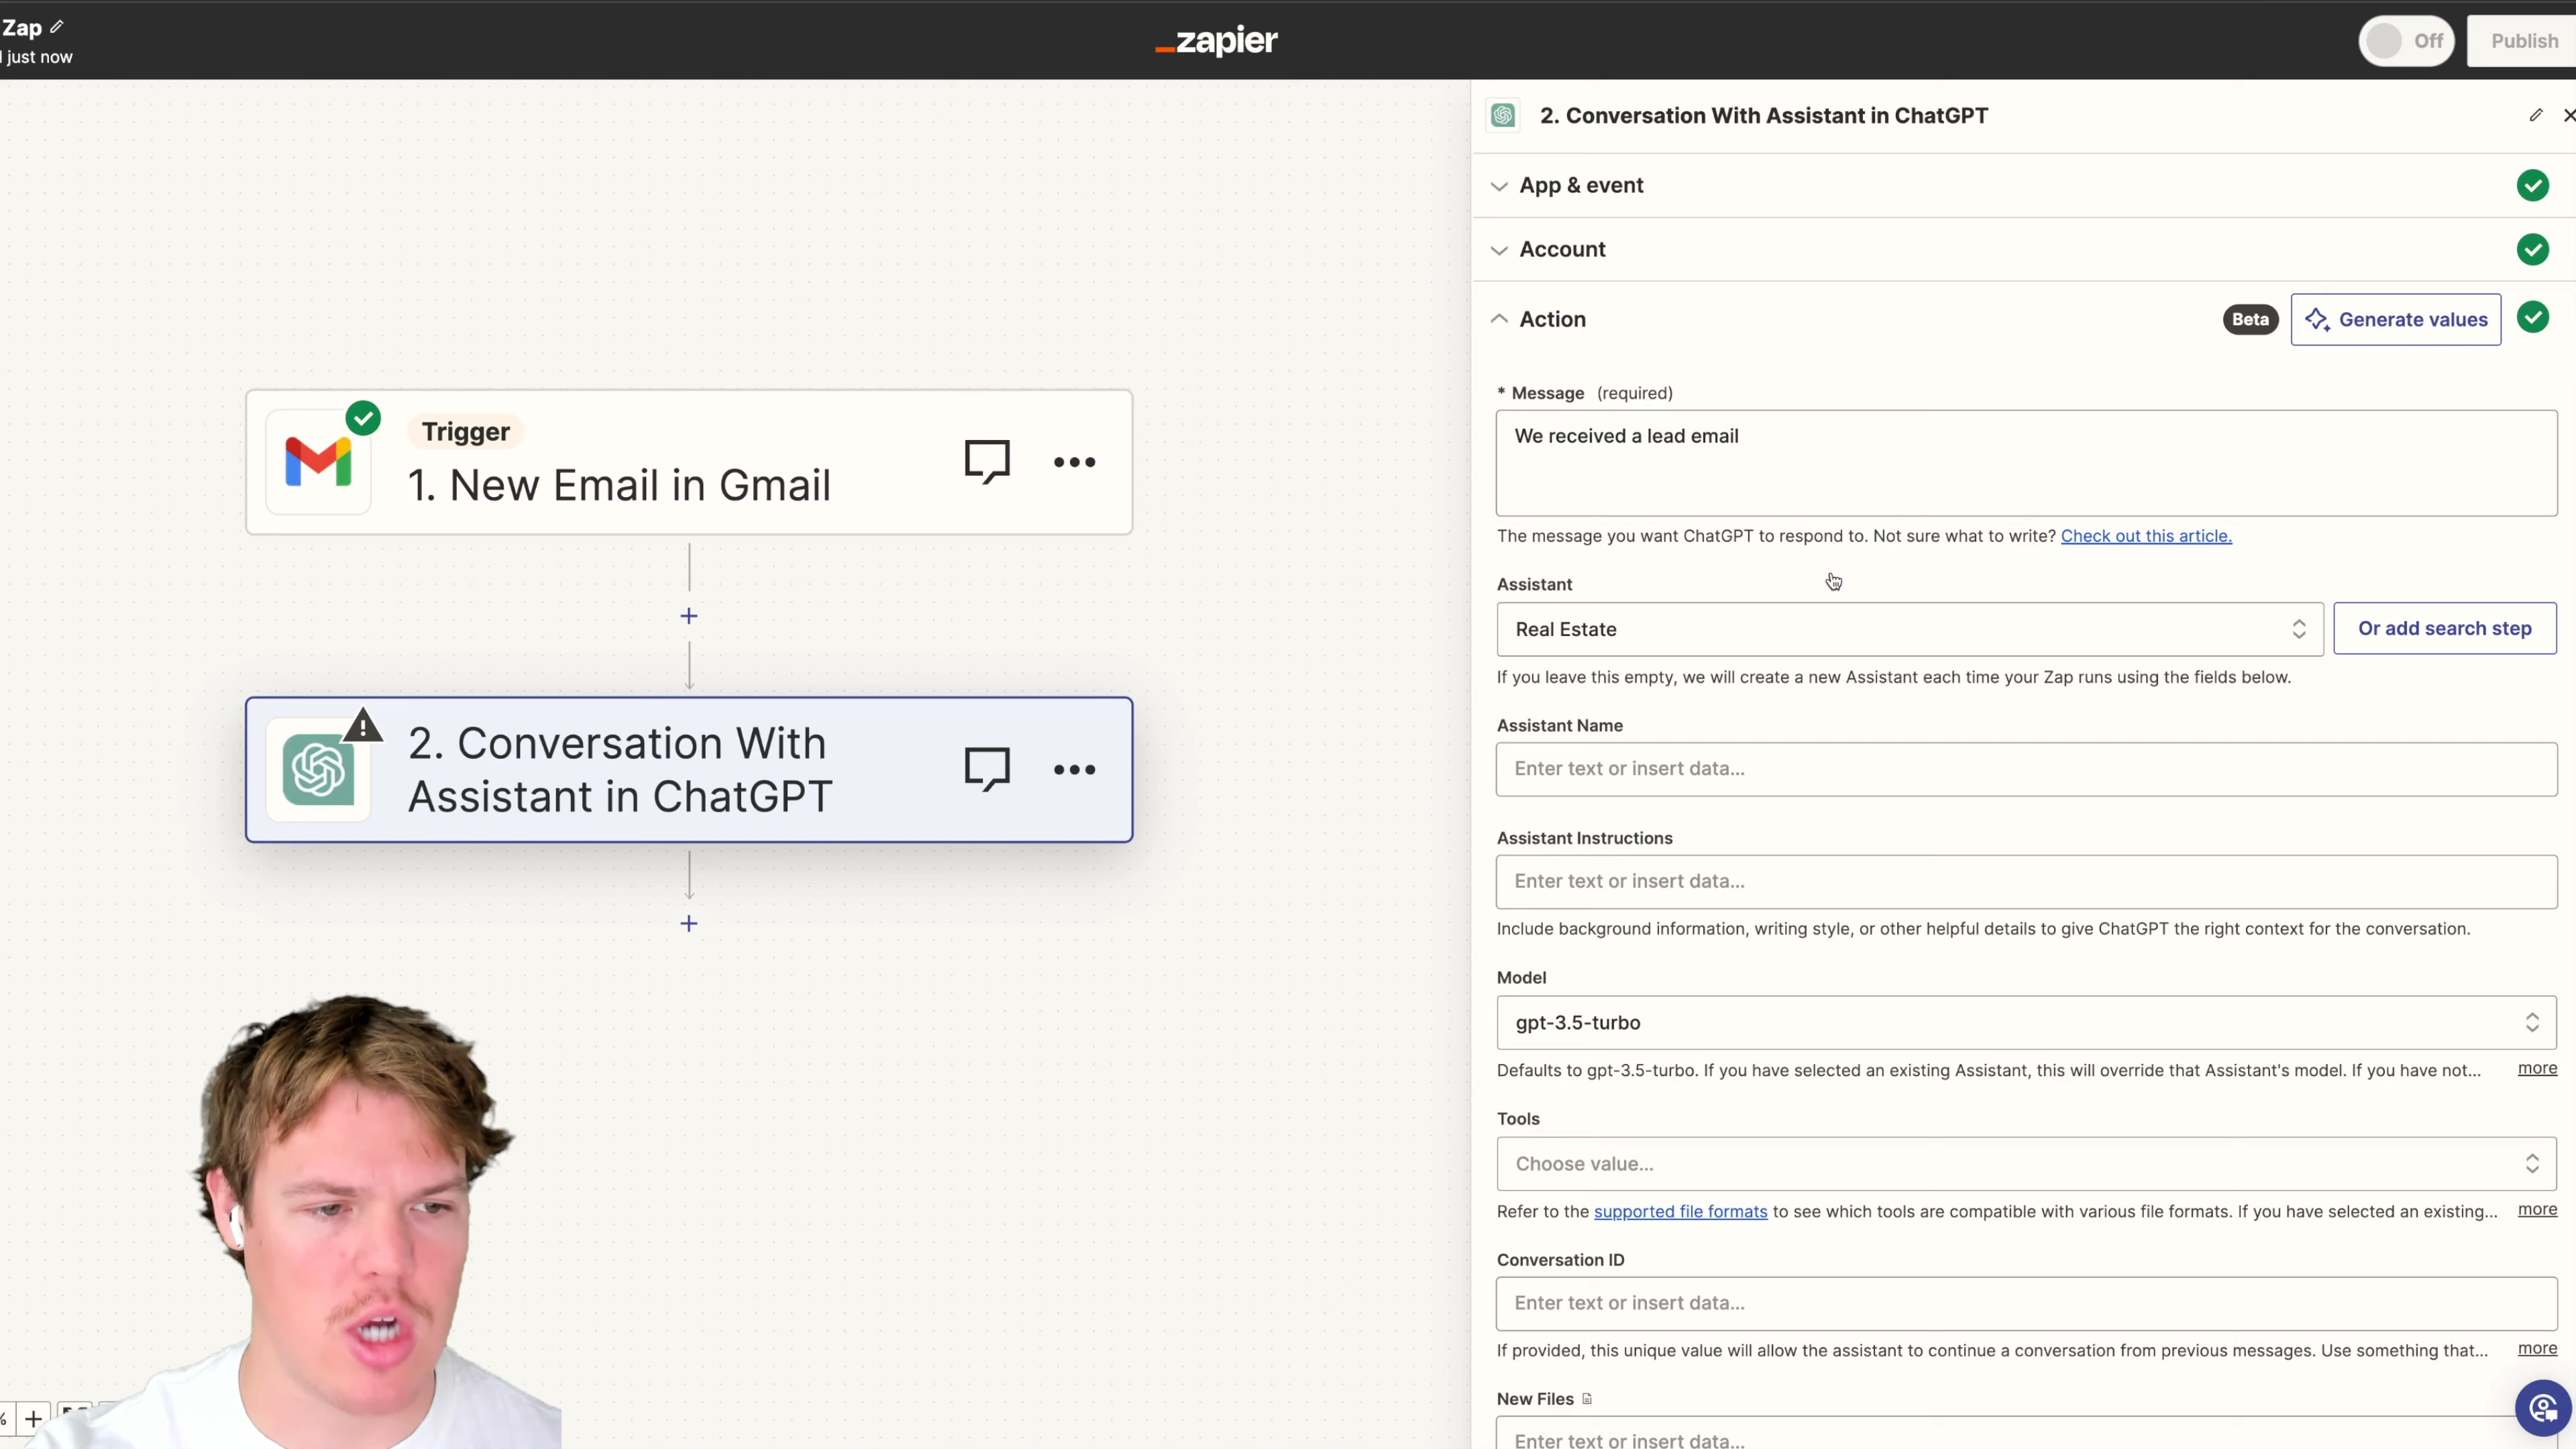 Zap
just now
zapier
Off
Publish
2. Conversation With Assistant in ChatGPT
App & event
Account
Action
Beta
Generate values
* Message (required)
We received a lead email
The message you want ChatGPT to respond to. Not sure what to write? Check out this article.
Assistant
Real Estate
Or add search step
If you leave this empty, we will create a new Assistant each time your Zap runs using the fields below.
Assistant Name
Enter text or insert data...
Assistant Instructions
Enter text or insert data...
Include background information, writing style, or other helpful details to give ChatGPT the right context for the conversation.
Model
gpt-3.5-turbo
Defaults to gpt-3.5-turbo. If you have selected an existing Assistant, this will override that Assistant's model. If you have not... more
Tools
Choose value...
Refer to the supported file formats to see which tools are compatible with various file formats. If you have selected an existing... more
Conversation ID
Enter text or insert data...
If provided, this unique value will allow the assistant to continue a conversation from previous messages. Use something that... more
New Files
Enter text or insert data...
Trigger
1. New Email in Gmail
2. Conversation With
Assistant in ChatGPT
%